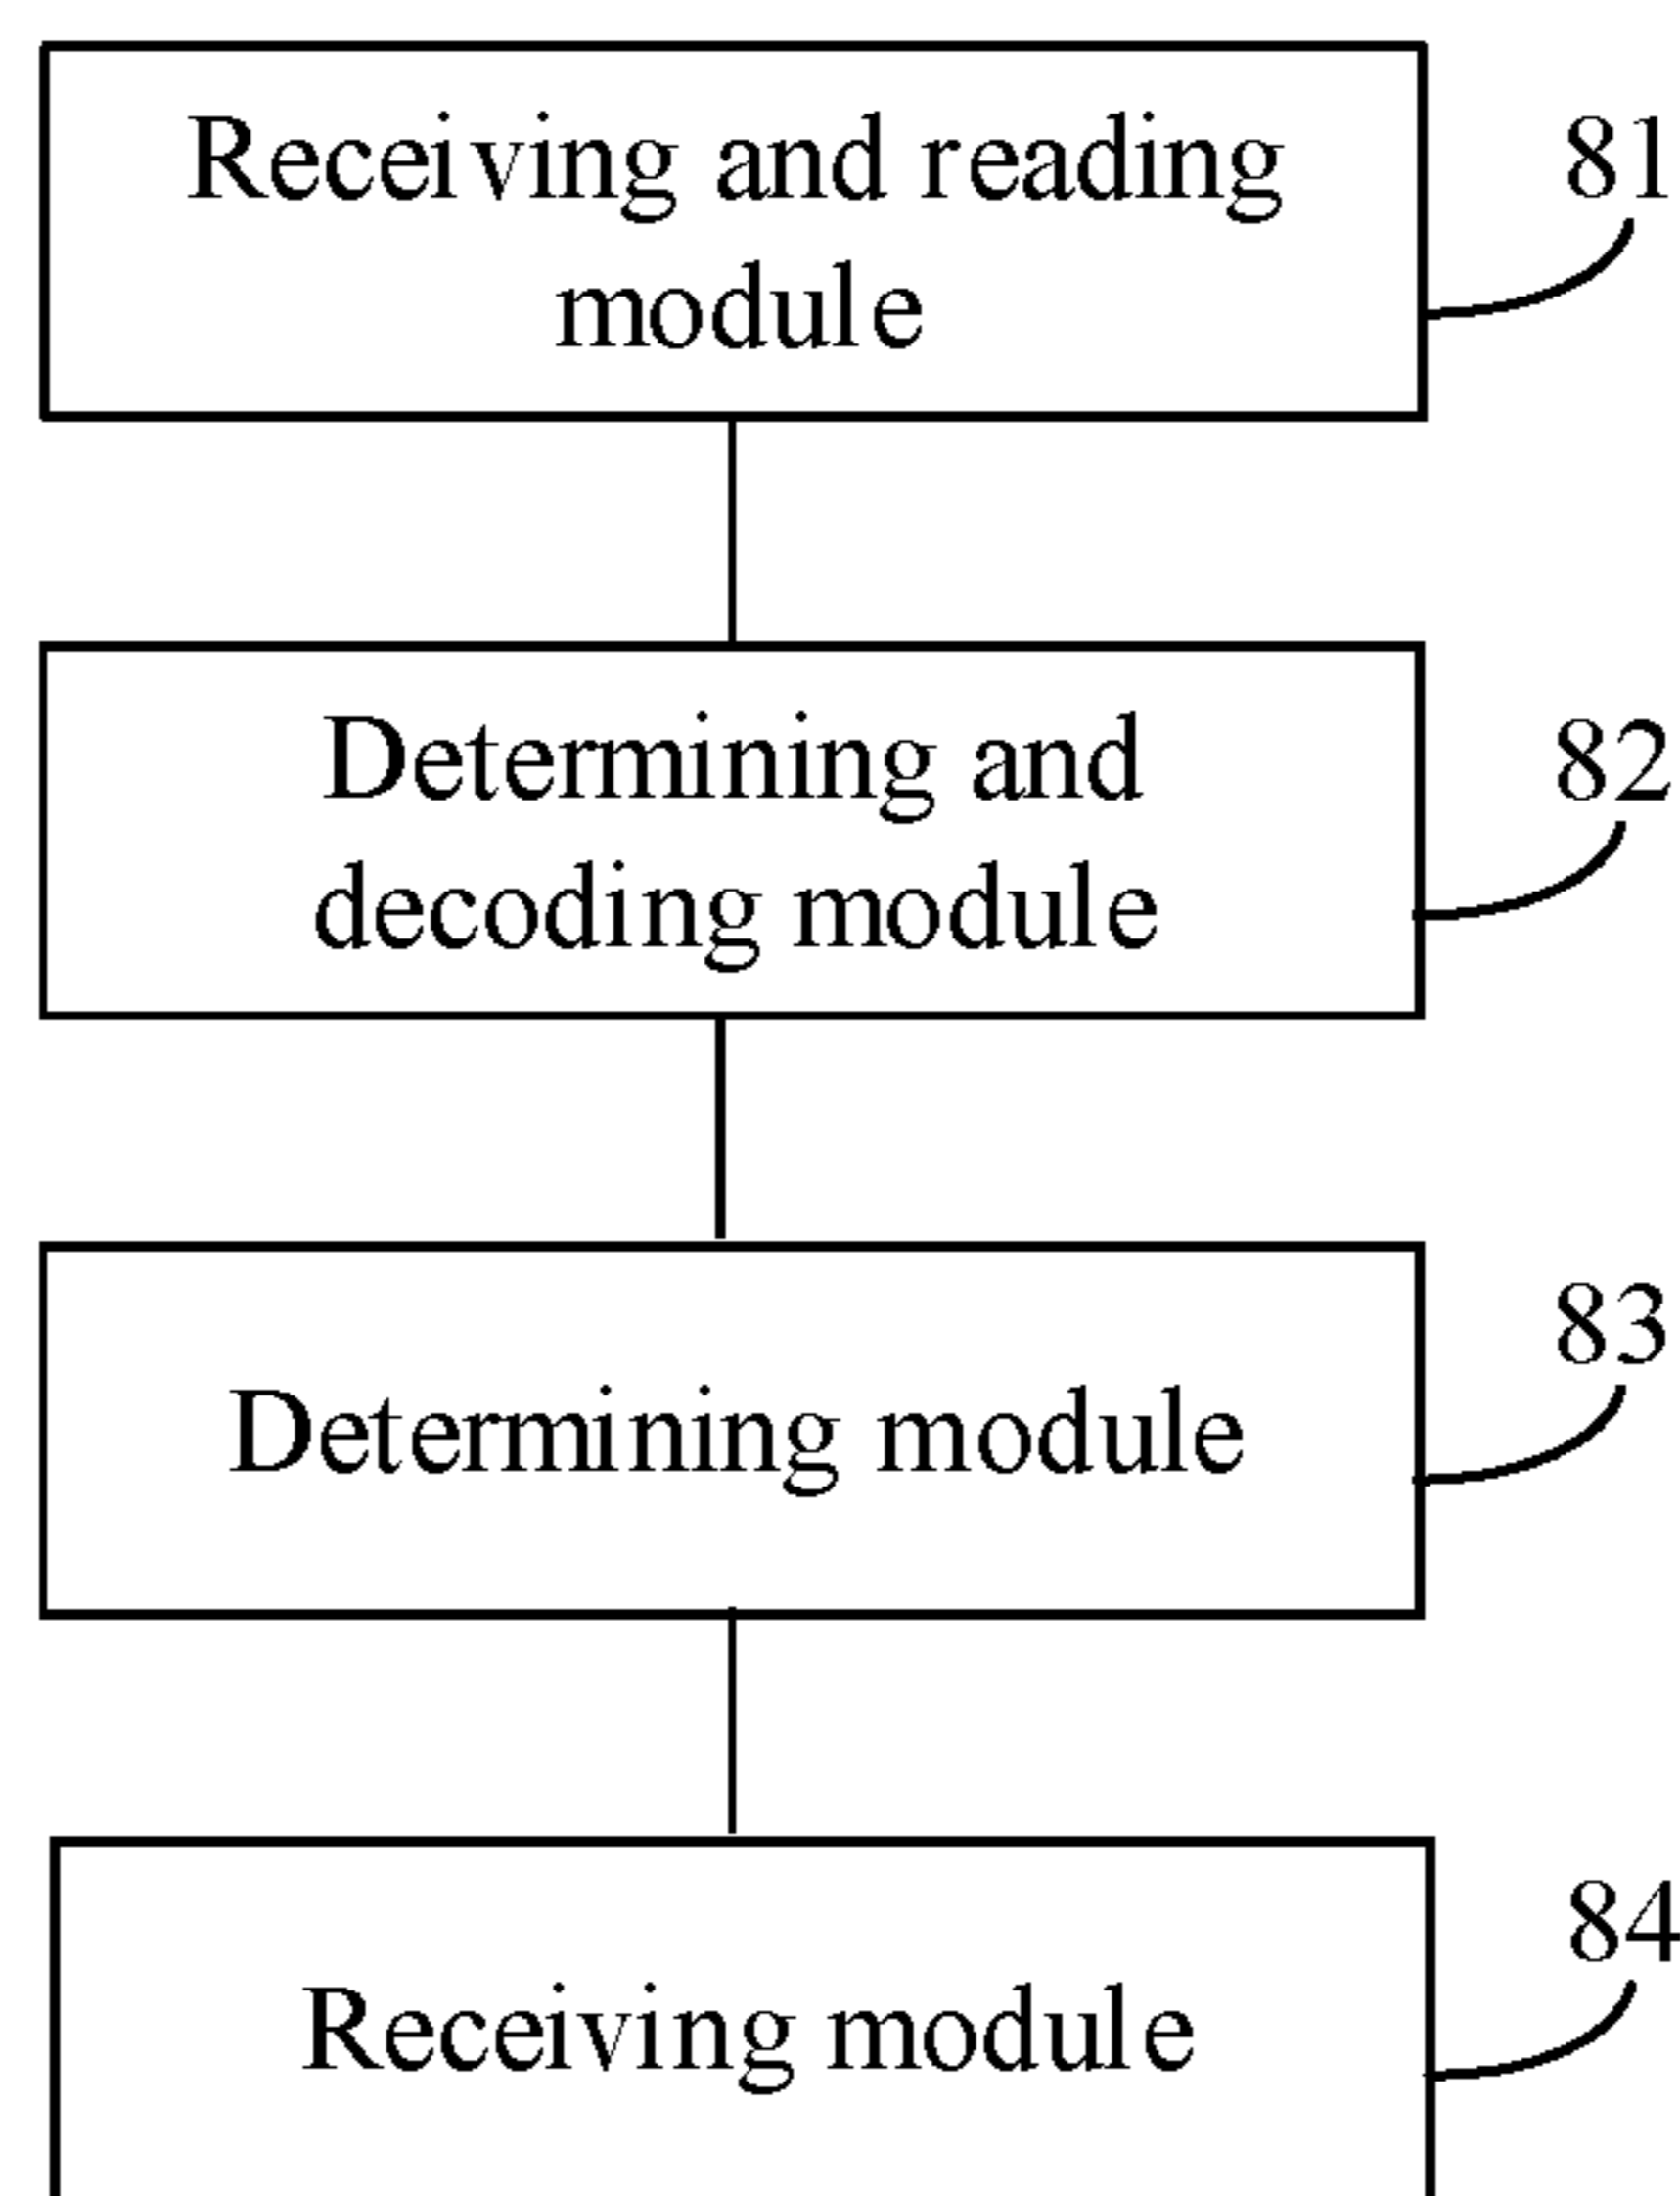 Receiving and reading
module
81
Determining and
decoding module
82
Determining module
83
Receiving module
84